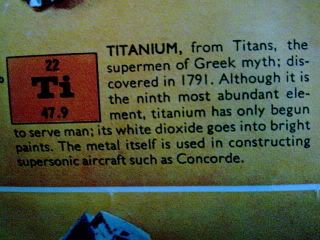 22
Ti
47.9
TITANIUM, from Titans, the
supermen of Greek myth; dis-
covered in 1791. Although it is
the ninth most abundant ele-
ment, titanium has only begun
to serve man; its white dioxide goes into bright
paints. The metal itself is used in constructing
supersonic aircraft such as Concorde.